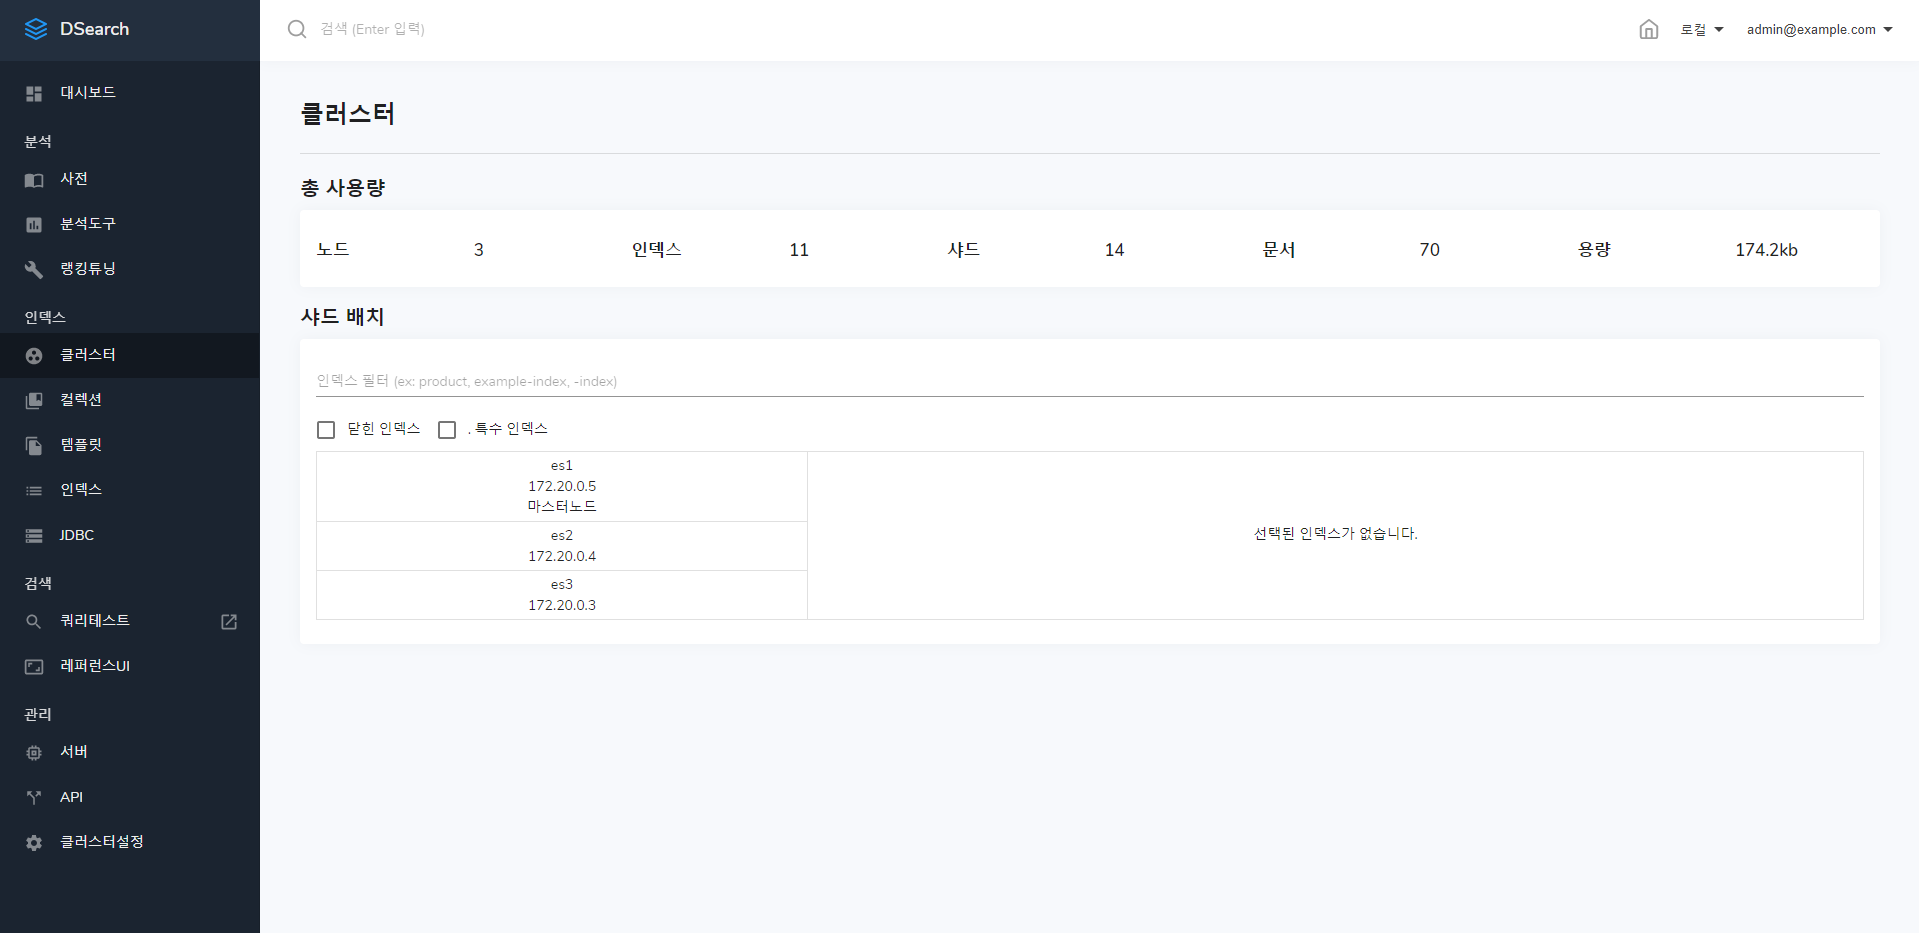 DSearch
검색 (Enter 입력)
로컬
admin@example.com
대시보드
분석
사전
분석도구
랭킹튜닝
인덱스
클러스터
컬렉션
템플릿
인덱스
JDBC
검색
쿼리테스트
레퍼런스UI
관리
서버
API
클러스터설정
클러스터
총 사용량
노드 3 인덱스 11 샤드 14 문서 70 용량 174.2kb
샤드 배치
인덱스 필터 (ex: product, example-index, -index)
닫힌 인덱스 . 특수 인덱스
es1
172.20.0.5
마스터노드
es2
172.20.0.4
es3
172.20.0.3
선택된 인덱스가 없습니다.